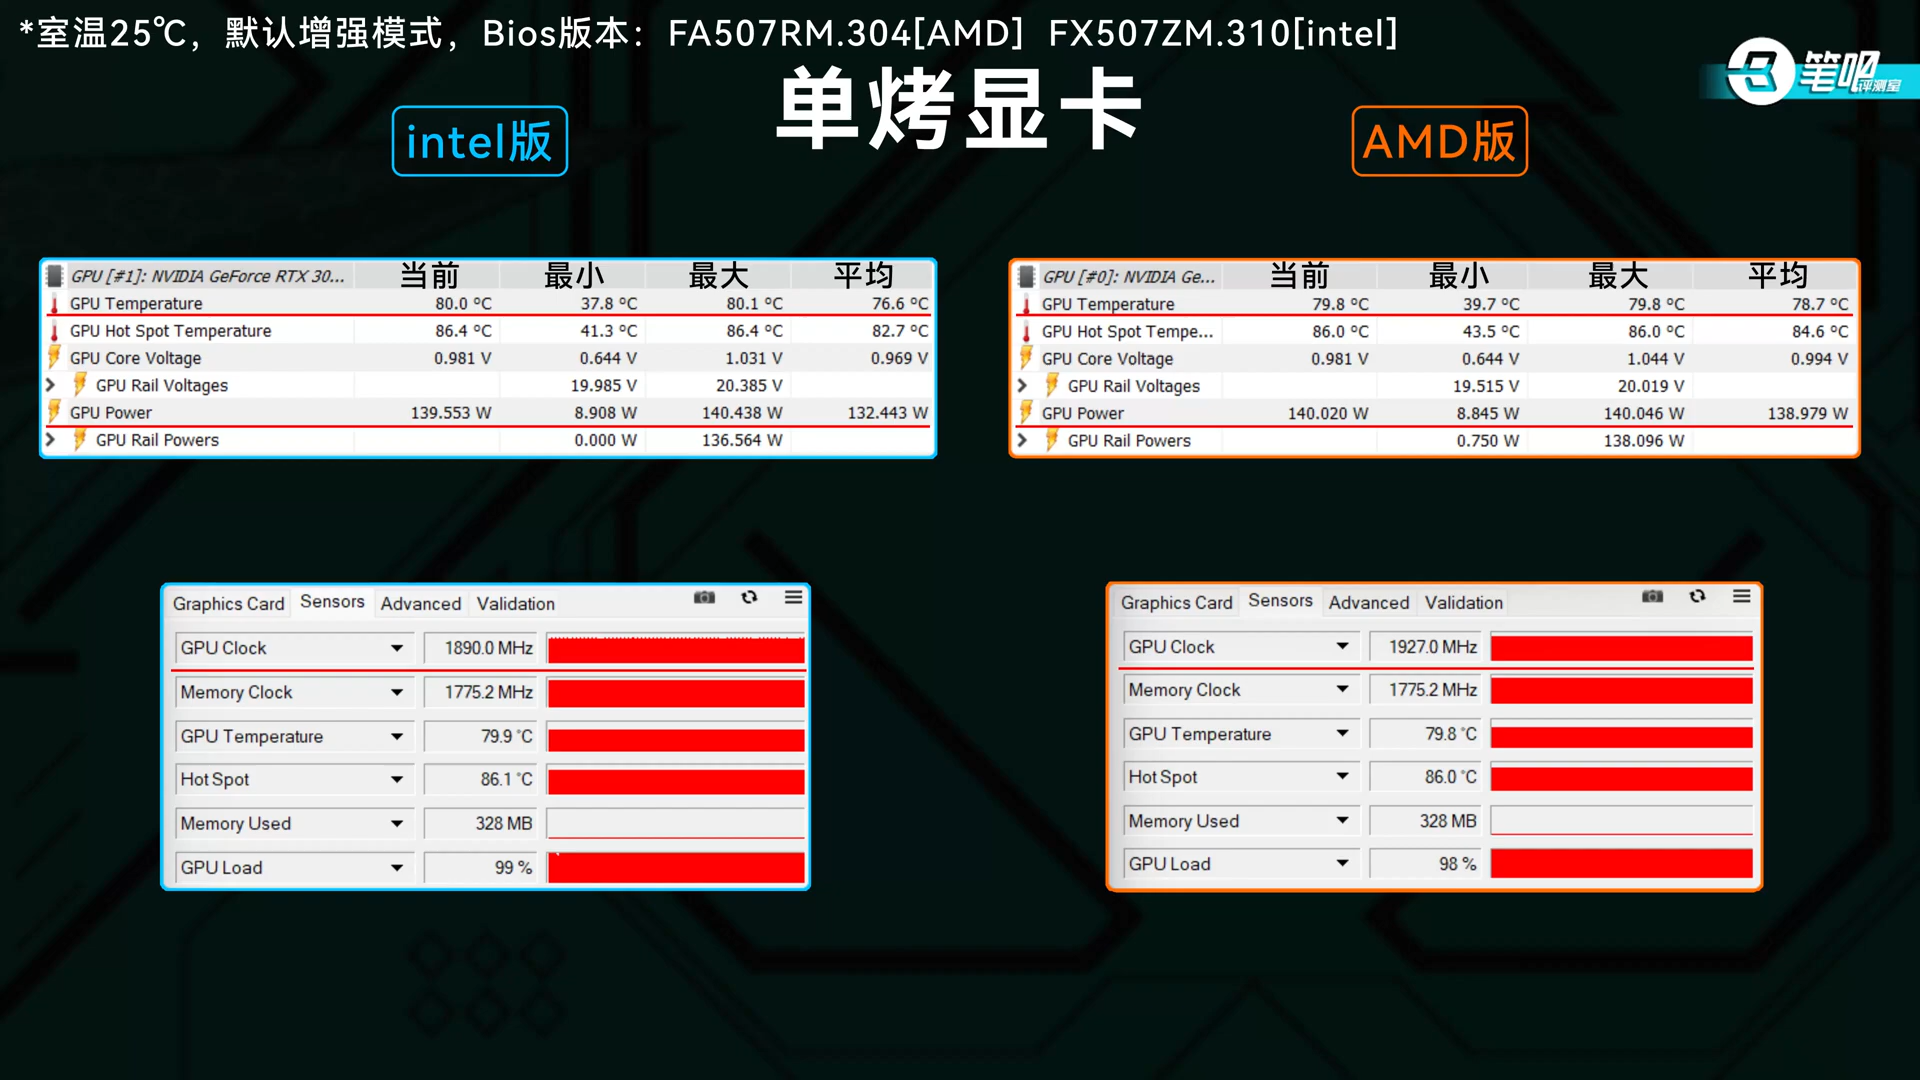 *室温25℃，默认增强模式，Bios版本：FA507RM.304[AMD] FX507ZM.310[intel]
笔吧评测室
单烤显卡
intel版
AMD版
GPU [#1]: NVIDIA GeForce RTX 30... 当前 最小 最大 平均
GPU Temperature 80.0 °C 37.8 °C 80.1 °C 76.6 °C
GPU Hot Spot Temperature 86.4 °C 41.3 °C 86.4 °C 82.7 °C
GPU Core Voltage 0.981 V 0.644 V 1.031 V 0.969 V
GPU Rail Voltages 19.985 V 20.385 V
GPU Power 139.553 W 8.908 W 140.438 W 132.443 W
GPU Rail Powers 0.000 W 136.564 W
GPU [#0]: NVIDIA Ge... 当前 最小 最大 平均
GPU Temperature 79.8 °C 39.7 °C 79.8 °C 78.7 °C
GPU Hot Spot Tempe... 86.0 °C 43.5 °C 86.0 °C 84.6 °C
GPU Core Voltage 0.981 V 0.644 V 1.044 V 0.994 V
GPU Rail Voltages 19.515 V 20.019 V
GPU Power 140.020 W 8.845 W 140.046 W 138.979 W
GPU Rail Powers 0.750 W 138.096 W
Graphics Card Sensors Advanced Validation
GPU Clock 1890.0 MHz
Memory Clock 1775.2 MHz
GPU Temperature 79.9 °C
Hot Spot 86.1 °C
Memory Used 328 MB
GPU Load 99 %
Graphics Card Sensors Advanced Validation
GPU Clock 1927.0 MHz
Memory Clock 1775.2 MHz
GPU Temperature 79.8 °C
Hot Spot 86.0 °C
Memory Used 328 MB
GPU Load 98 %